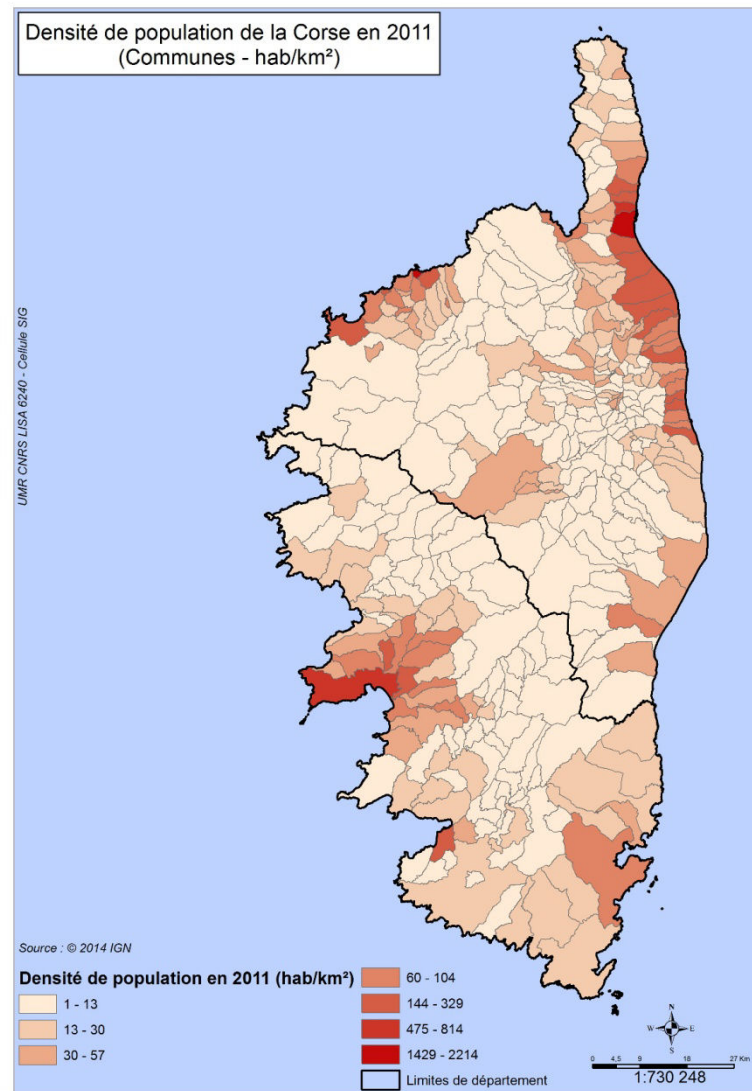 Densité de population de la Corse en 2011
(Communes - hab/km²)
UMR CNRS LISA 6240 - Cellule SIG
Source : © 2014 IGN
Densité de population en 2011 (hab/km²)
1 - 13
13 - 30
30 - 57
60 - 104
144 - 329
475 - 814
1429 - 2214
Limites de département
N
W E
S
0 4,5 9 18 27 Km
1:730 248